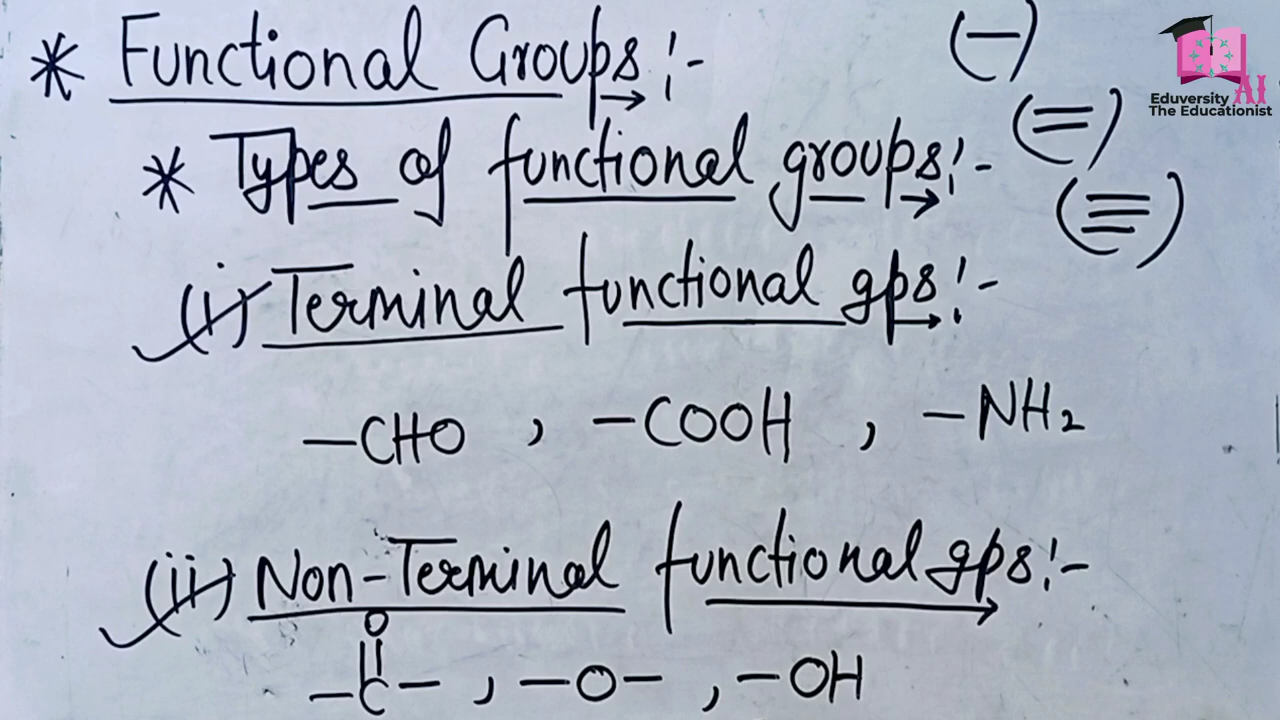 * Functional Groups:-
(-)
(=)
(≡)
Eduversity AI
The Educationist
* Types of functional groups:-
(i) Terminal functional gps:-
-CHO , -COOH , -NH₂
(ii) Non-Terminal functional gps:-
O
||
-C- , -O- , -OH